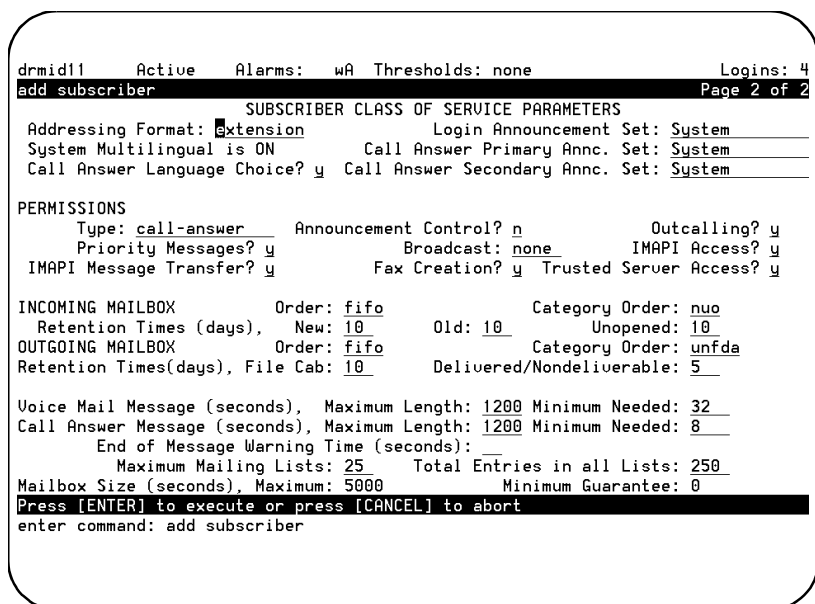 drmid11 Active Alarms: wA Thresholds: none Logins: 4
add subscriber Page 2 of 2
SUBSCRIBER CLASS OF SERVICE PARAMETERS
Addressing Format: extension Login Announcement Set: System
System Multilingual is ON Call Answer Primary Annc. Set: System
Call Answer Language Choice? y Call Answer Secondary Annc. Set: System
PERMISSIONS
Type: call-answer Announcement Control? n Outcalling? y
Priority Messages? y Broadcast: none IMAPI Access? y
IMAPI Message Transfer? y Fax Creation? y Trusted Server Access? y
INCOMING MAILBOX Order: fifo Category Order: nuo
Retention Times (days), New: 10 Old: 10 Unopened: 10
OUTGOING MAILBOX Order: fifo Category Order: unfda
Retention Times(days), File Cab: 10 Delivered/Nondeliverable: 5
Voice Mail Message (seconds), Maximum Length: 1200 Minimum Needed: 32
Call Answer Message (seconds), Maximum Length: 1200 Minimum Needed: 8
End of Message Warning Time (seconds):
Maximum Mailing Lists: 25 Total Entries in all Lists: 250
Mailbox Size (seconds), Maximum: 5000 Minimum Guarantee: 0
Press [ENTER] to execute or press [CANCEL] to abort
enter command: add subscriber